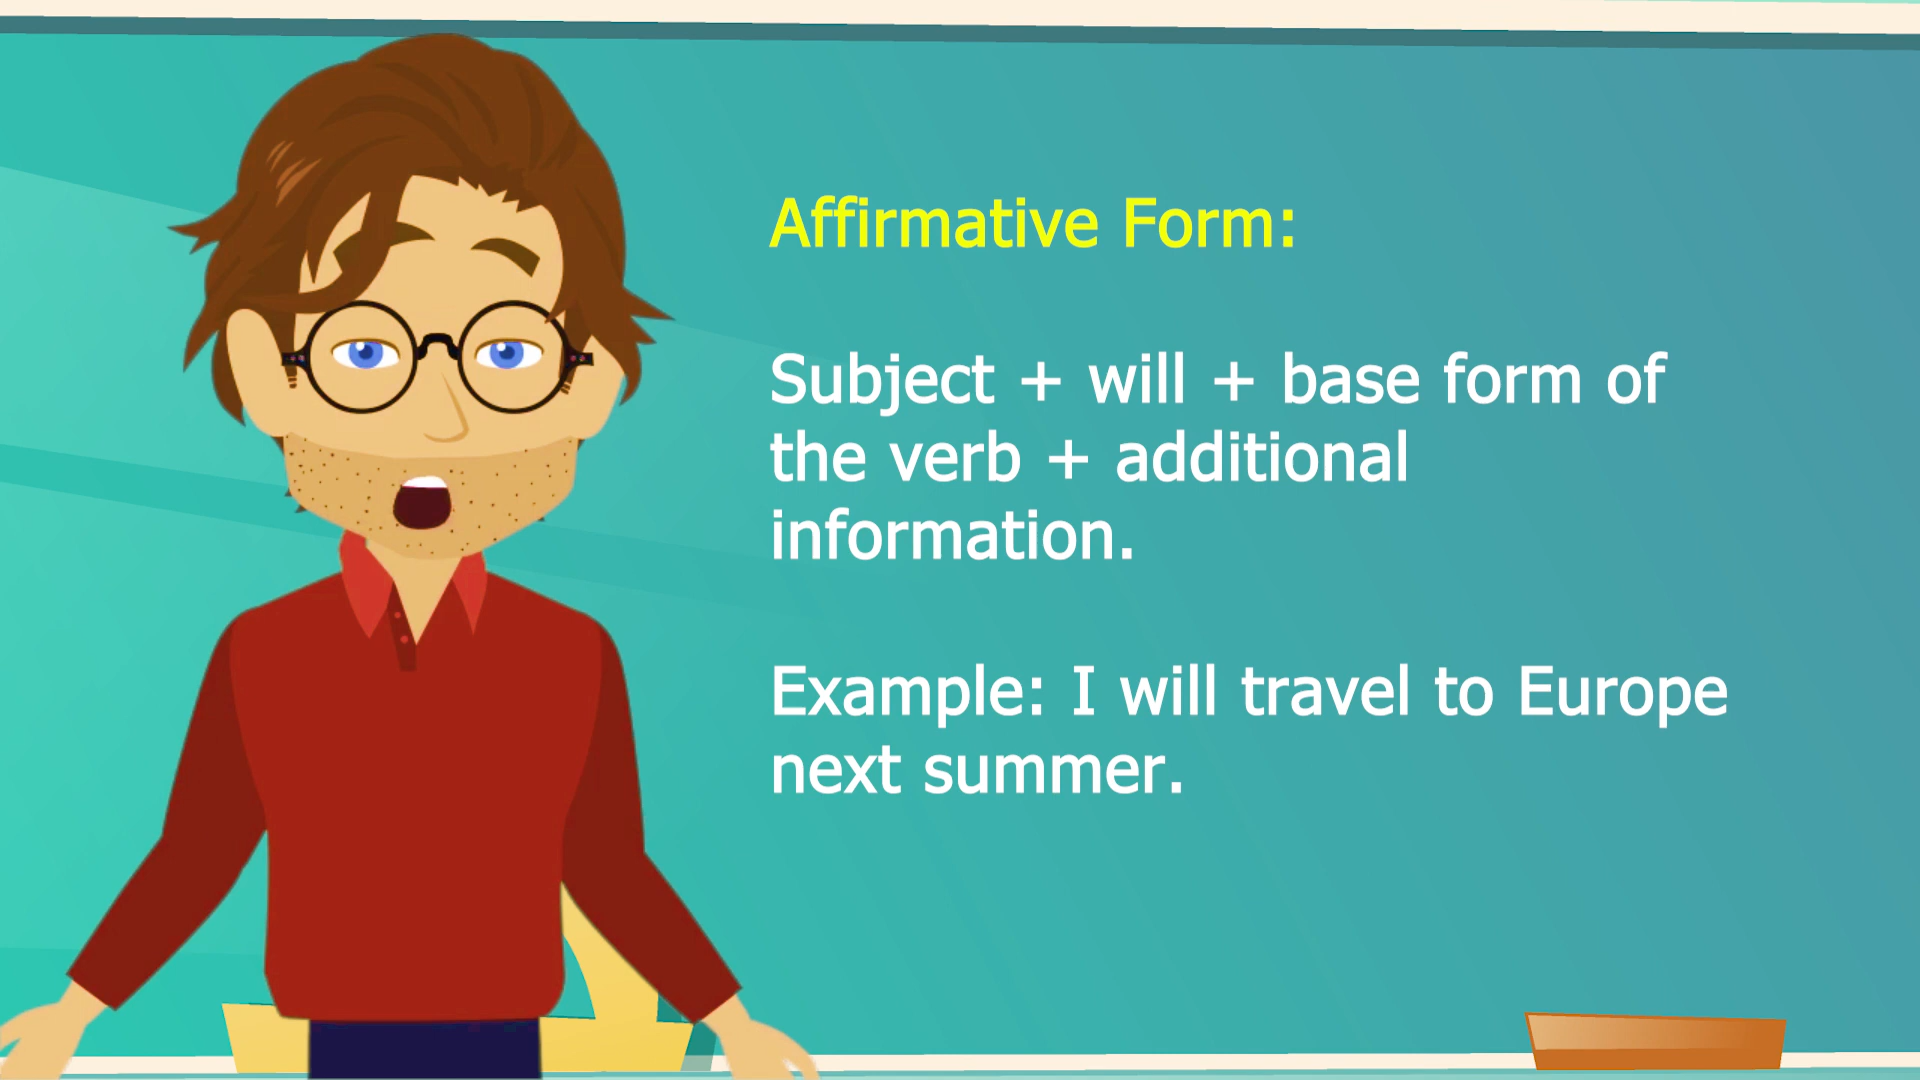 Affirmative Form:
Subject + will + base form of
the verb + additional
information.
Example: I will travel to Europe
next summer.